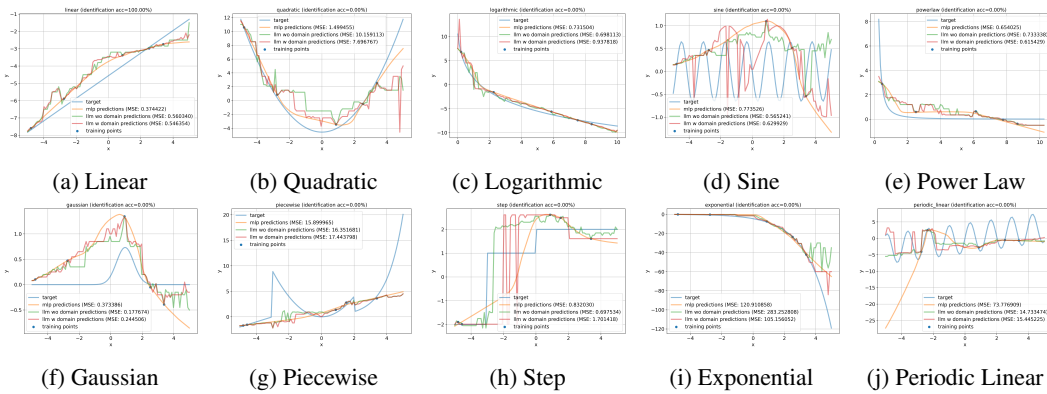 linear (identification acc=100.00%)
target
mlp predictions (MSE: 0.374422)
llm wo domain predictions (MSE: 0.560340)
llm w domain predictions (MSE: 0.546354)
training points
(a) Linear
quadratic (identification acc=0.00%)
target
mlp predictions (MSE: 1.499455)
llm wo domain predictions (MSE: 10.159113)
llm w domain predictions (MSE: 7.696767)
training points
(b) Quadratic
logarithmic (identification acc=0.00%)
target
mlp predictions (MSE: 0.731504)
llm wo domain predictions (MSE: 0.698113)
llm w domain predictions (MSE: 0.937818)
training points
(c) Logarithmic
sine (identification acc=0.00%)
target
mlp predictions (MSE: 0.773526)
llm wo domain predictions (MSE: 0.565241)
llm w domain predictions (MSE: 0.629929)
training points
(d) Sine
powerlaw (identification acc=0.00%)
target
mlp predictions (MSE: 0.654025)
llm wo domain predictions (MSE: 0.733338)
llm w domain predictions (MSE: 0.615429)
training points
(e) Power Law
gaussian (identification acc=0.00%)
target
mlp predictions (MSE: 0.373386)
llm wo domain predictions (MSE: 0.177674)
llm w domain predictions (MSE: 0.244506)
training points
(f) Gaussian
piecewise (identification acc=0.00%)
target
mlp predictions (MSE: 15.899965)
llm wo domain predictions (MSE: 16.351681)
llm w domain predictions (MSE: 17.443798)
training points
(g) Piecewise
step (identification acc=0.00%)
target
mlp predictions (MSE: 0.832030)
llm wo domain predictions (MSE: 0.697534)
llm w domain predictions (MSE: 1.701418)
training points
(h) Step
exponential (identification acc=0.00%)
target
mlp predictions (MSE: 120.910858)
llm wo domain predictions (MSE: 283.252808)
llm w domain predictions (MSE: 105.156052)
training points
(i) Exponential
periodic_linear (identification acc=0.00%)
target
mlp predictions (MSE: 73.776909)
llm wo domain predictions (MSE: 14.733474)
llm w domain predictions (MSE: 15.445225)
training points
(j) Periodic Linear